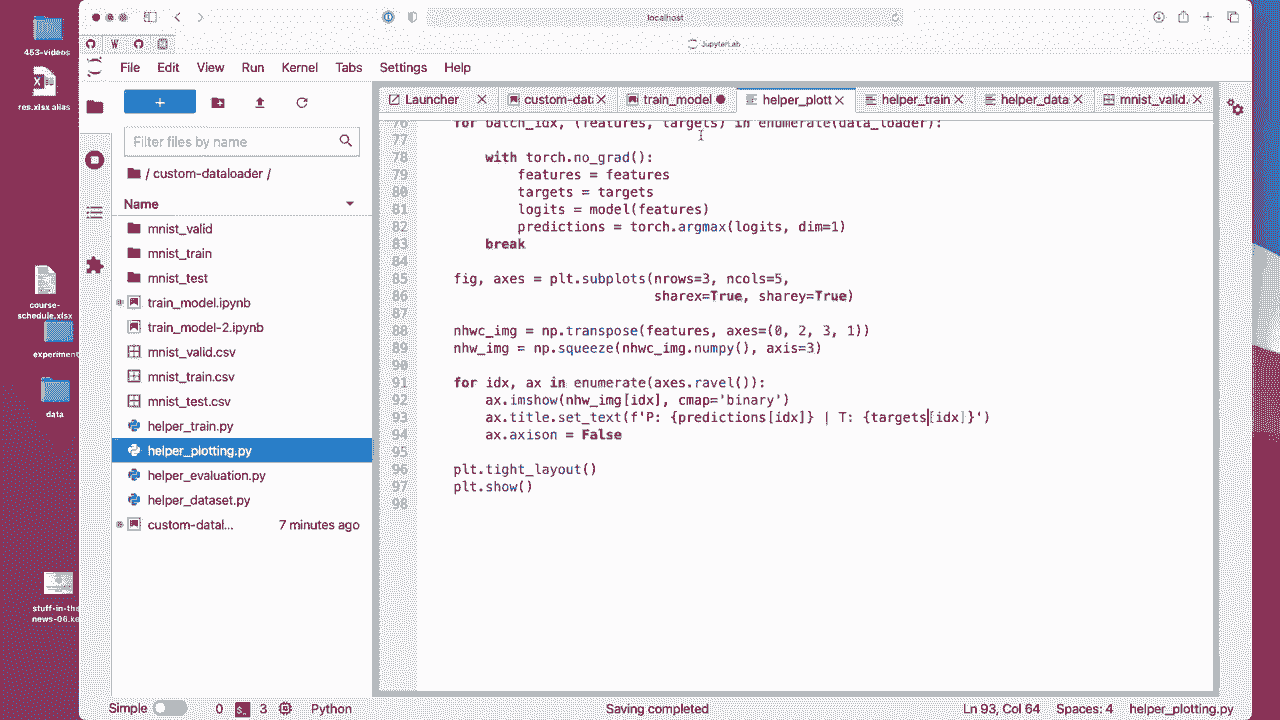 localhost
JupyterLab
File Edit View Run Kernel Tabs Settings Help
453-videos
res.xlsx alias
course-
schedule.xlsx
experiment
data
stuff-in-the
news-06.ke
Filter files by name
/ custom-dataloader /
Name
mnist_valid
mnist_train
mnist_test
train_model.ipynb
train_model-2.ipynb
mnist_valid.csv
mnist_train.csv
mnist_test.csv
helper_train.py
helper_plotting.py
helper_evaluation.py
helper_dataset.py
custom-datal... 7 minutes ago
Launcher custom-dat train_model helper_plott helper_train helper_data mnist_valid.
76 for batch_idx, (features, targets) in enumerate(data_loader):
77
78 with torch.no_grad():
79 features = features
80 targets = targets
81 logits = model(features)
82 predictions = torch.argmax(logits, dim=1)
83 break
84
85 fig, axes = plt.subplots(nrows=3, ncols=5,
86 sharex=True, sharey=True)
87
88 nhwc_img = np.transpose(features, axes=(0, 2, 3, 1))
89 nhw_img = np.squeeze(nhwc_img.numpy(), axis=3)
90
91 for idx, ax in enumerate(axes.ravel()):
92 ax.imshow(nhw_img[idx], cmap='binary')
93 ax.title.set_text(f'P: {predictions[idx]} | T: {targets[idx]}')
94 ax.axison = False
95
96 plt.tight_layout()
97 plt.show()
98
Simple 0 3 Python Saving completed Ln 93, Col 64 Spaces: 4 helper_plotting.py